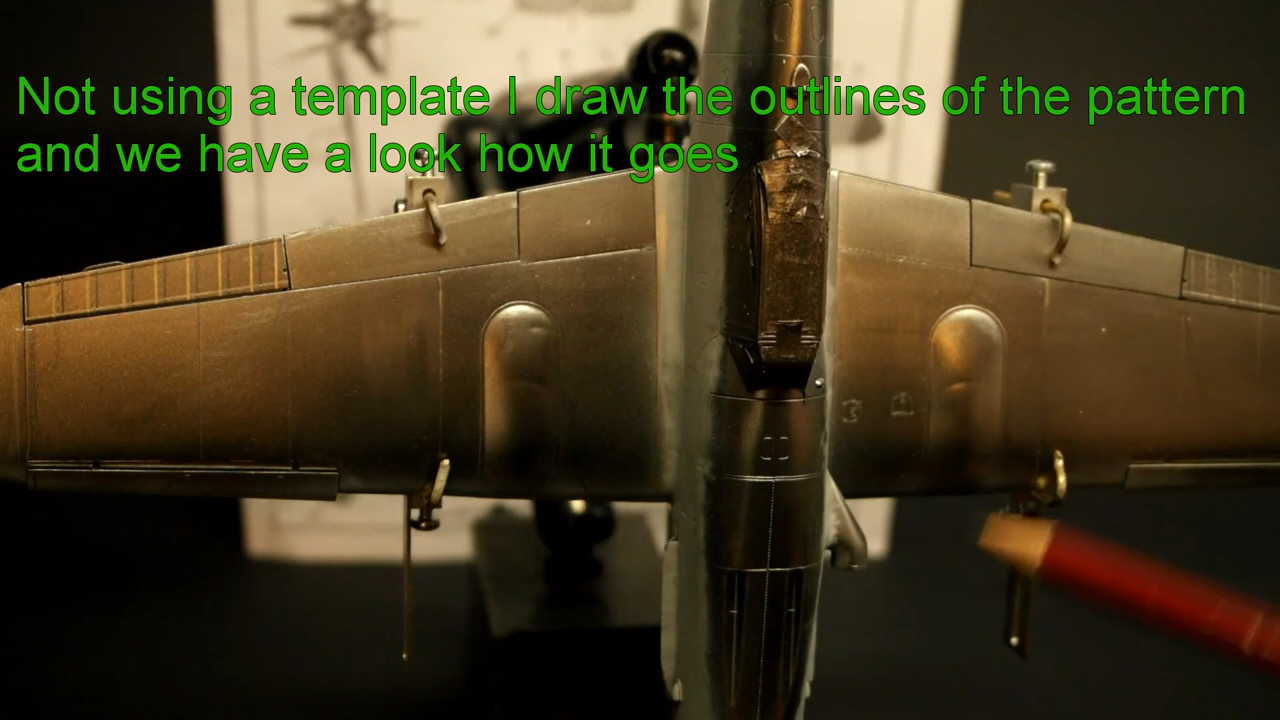 Not using a template I draw the outlines of the pattern
and we have a look how it goes